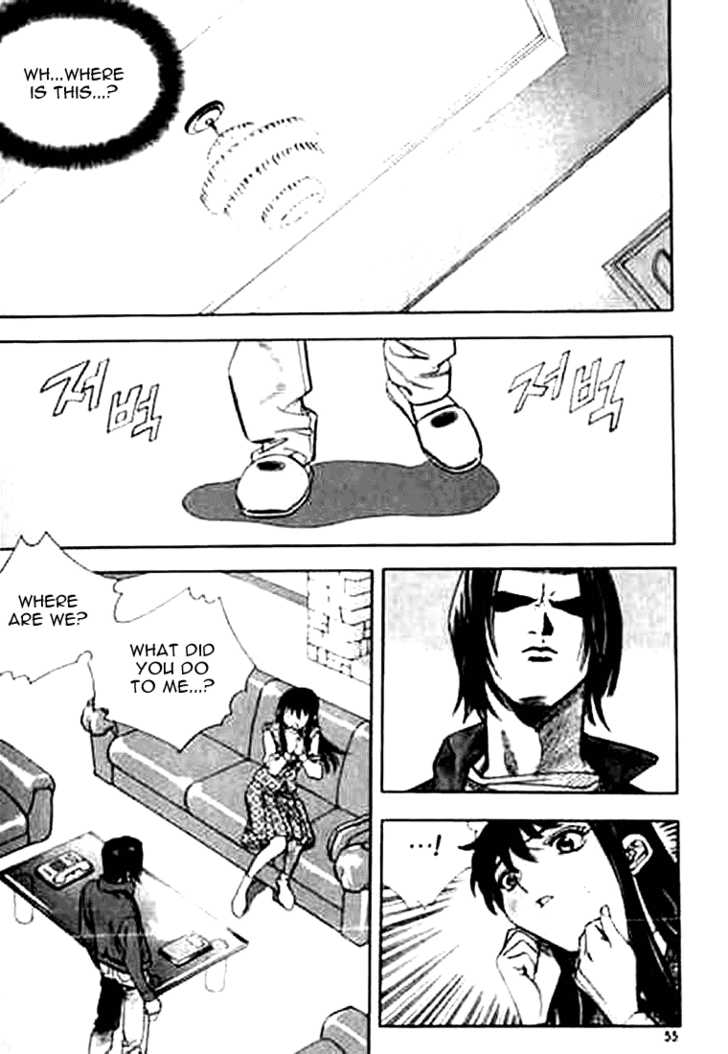 WH...WHERE
IS THIS...?
저벅
저벅
WHERE
ARE WE?
WHAT DID
YOU DO
TO ME...?
...!
55